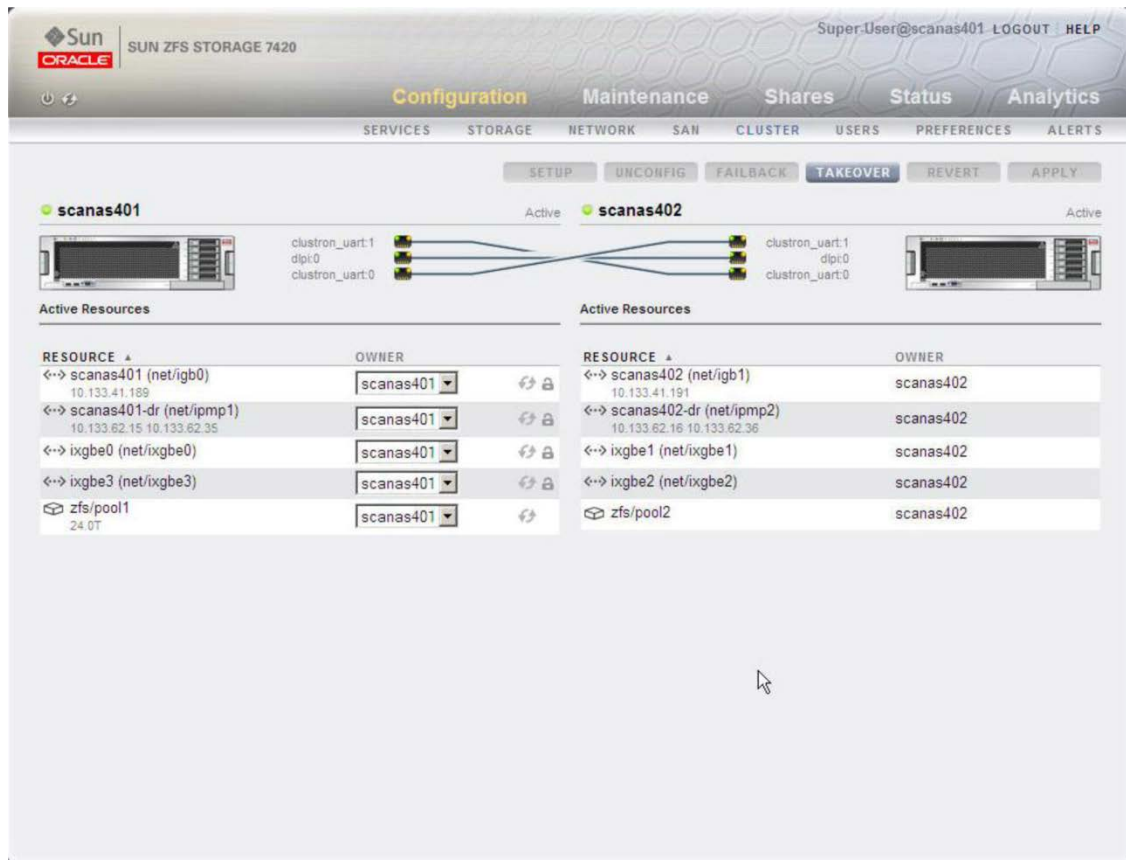 Sun
ORACLE
SUN ZFS STORAGE 7420
Super-User@scanas401 LOGOUT HELP
Configuration Maintenance Shares Status Analytics
SERVICES STORAGE NETWORK SAN CLUSTER USERS PREFERENCES ALERTS
SETUP UNCONFIG FAILBACK TAKEOVER REVERT APPLY
scanas401 Active
clustron_uart:1
dlpi:0
clustron_uart:0
Active Resources
RESOURCE OWNER
scanas401 (net/igb0) scanas401
10.133.41.189
scanas401-dr (net/ipmp1) scanas401
10.133.62.15 10.133.62.35
ixgbe0 (net/ixgbe0) scanas401
ixgbe3 (net/ixgbe3) scanas401
zfs/pool1 scanas401
24.0T
scanas402 Active
clustron_uart:1
dlpi:0
clustron_uart:0
Active Resources
RESOURCE OWNER
scanas402 (net/igb1) scanas402
10.133.41.191
scanas402-dr (net/ipmp2) scanas402
10.133.62.16 10.133.62.36
ixgbe1 (net/ixgbe1) scanas402
ixgbe2 (net/ixgbe2) scanas402
zfs/pool2 scanas402